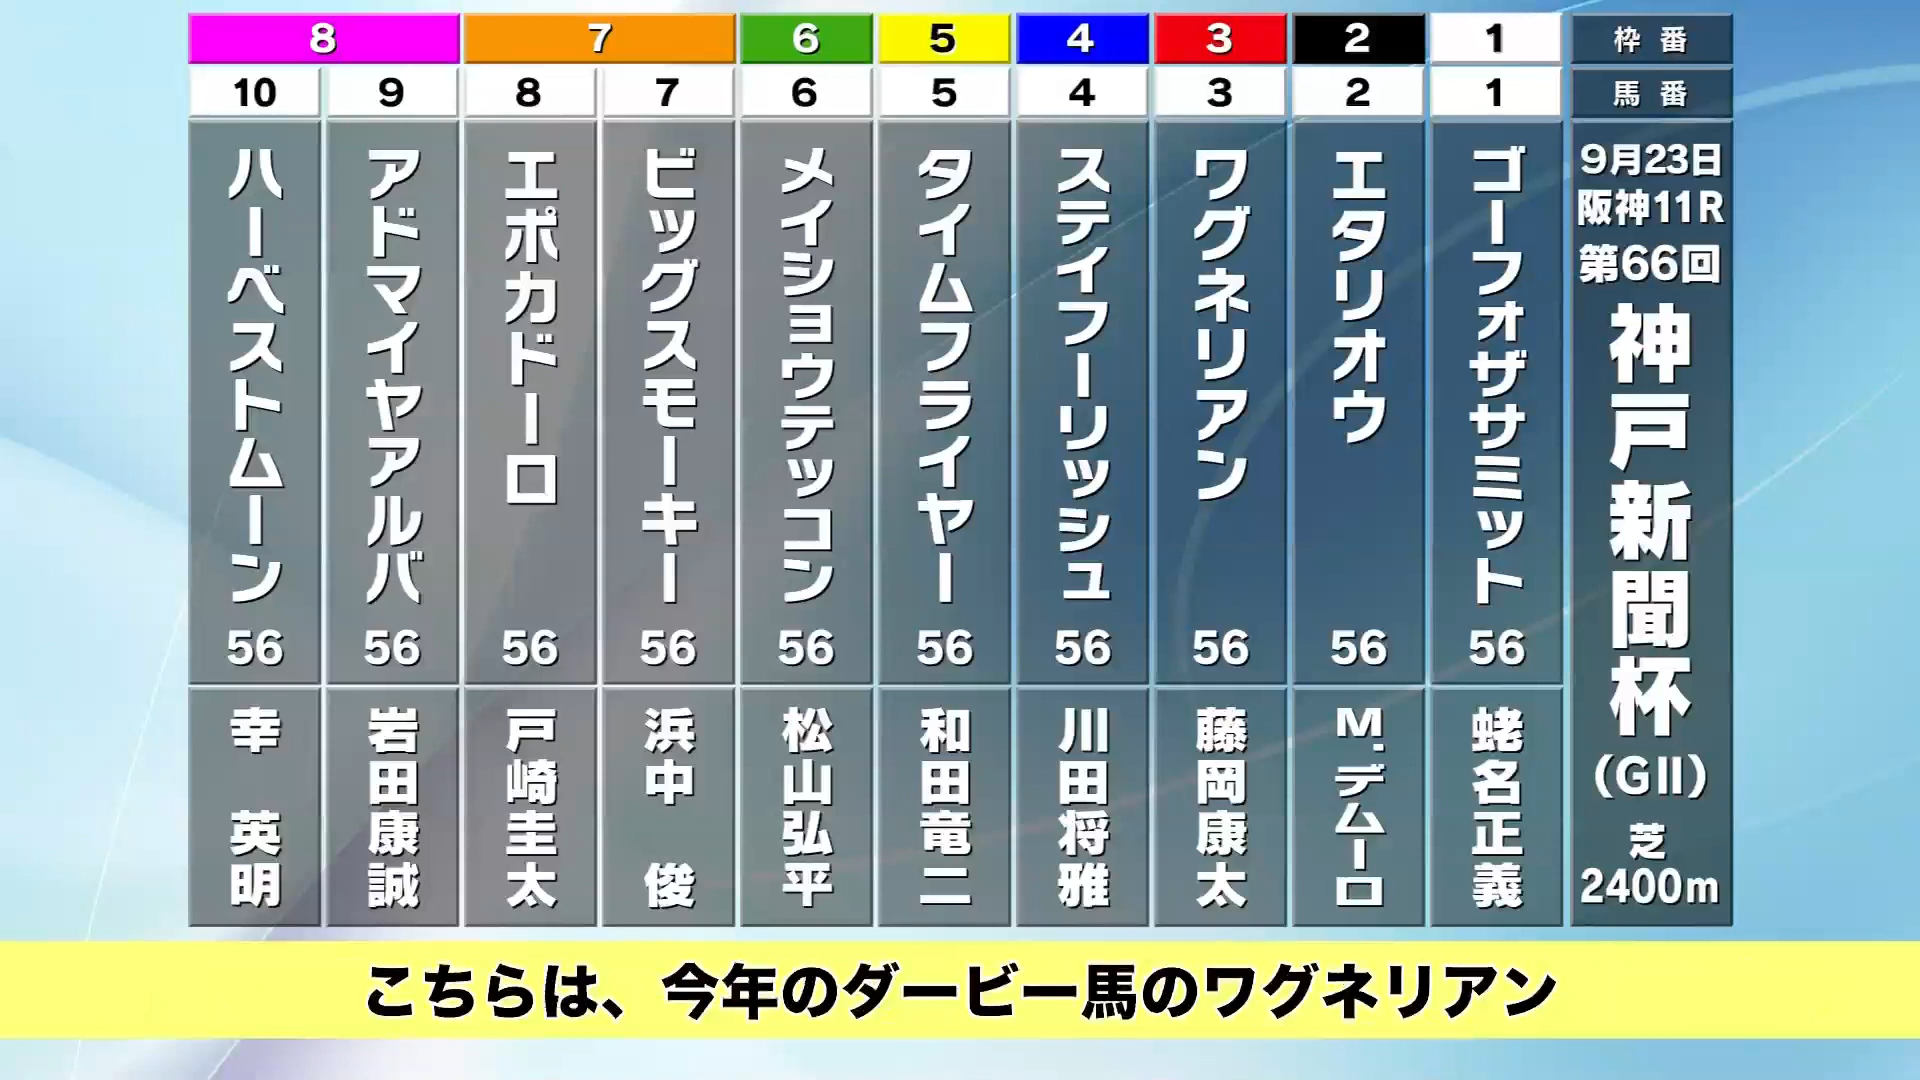 枠番
馬番
9月23日
阪神11R
第66回
神戸新聞杯
(GⅡ)
芝
2400m
1
1
ゴーフォザサミット
56
蛯名正義
2
2
エタリオウ
56
M.デムーロ
3
3
ワグネリアン
56
藤岡康太
4
4
ステイフーリッシュ
56
川田将雅
5
5
タイムフライヤー
56
和田竜二
6
6
メイショウテッコン
56
松山弘平
7
7
ビッグスモーキー
56
浜中 俊
8
エポカドーロ
56
戸崎圭太
8
9
アドマイヤアルバ
56
岩田康誠
10
ハーベストムーン
56
幸 英明
こちらは、今年のダービー馬のワグネリアン